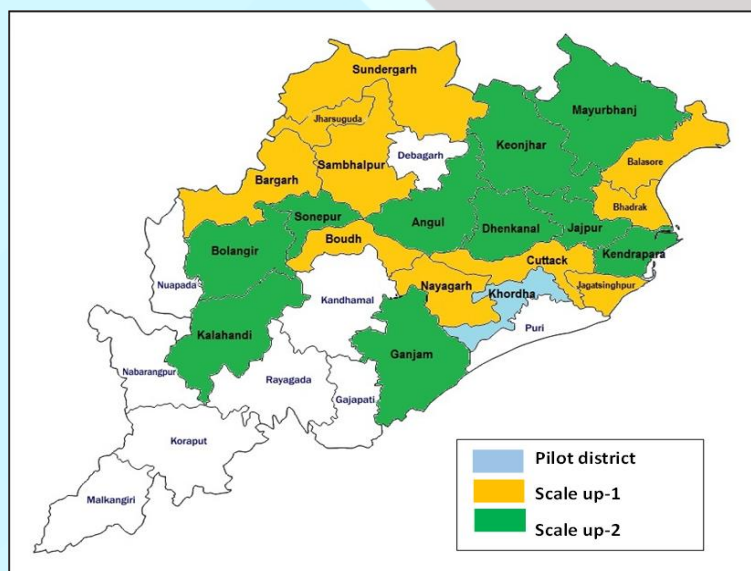 Sundergarh
Mayurbhanj
Jharsuguda
Debagarh
Keonjhar
Sambhalpur
Balasore
Bargarh
Bhadrak
Sonepur
Angul
Dhenkanal
Jajpur
Boudh
Bolangir
Cuttack
Kendrapara
Nuapada
Nayagarh
Khordha
Jagatsinghpur
Kandhamal
Kalahandi
Puri
Ganjam
Nabarangpur
Rayagada
Gajapati
Koraput
Malkangiri
Pilot district
Scale up-1
Scale up-2